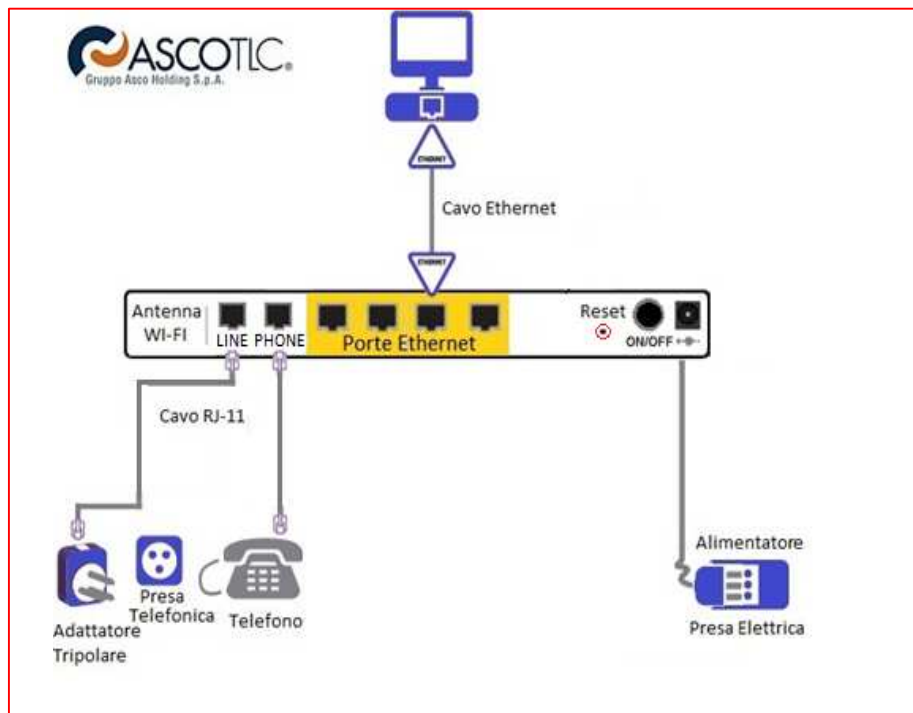 ASCOTLC®
Gruppo Asco Holding S.p.A.
ETHERNET
Cavo Ethernet
ETHERNET
Antenna
WI-FI
LINE PHONE
Porte Ethernet
Reset
ON/OFF
Cavo RJ-11
Adattatore
Tripolare
Presa
Telefonica
Telefono
Alimentatore
Presa Elettrica